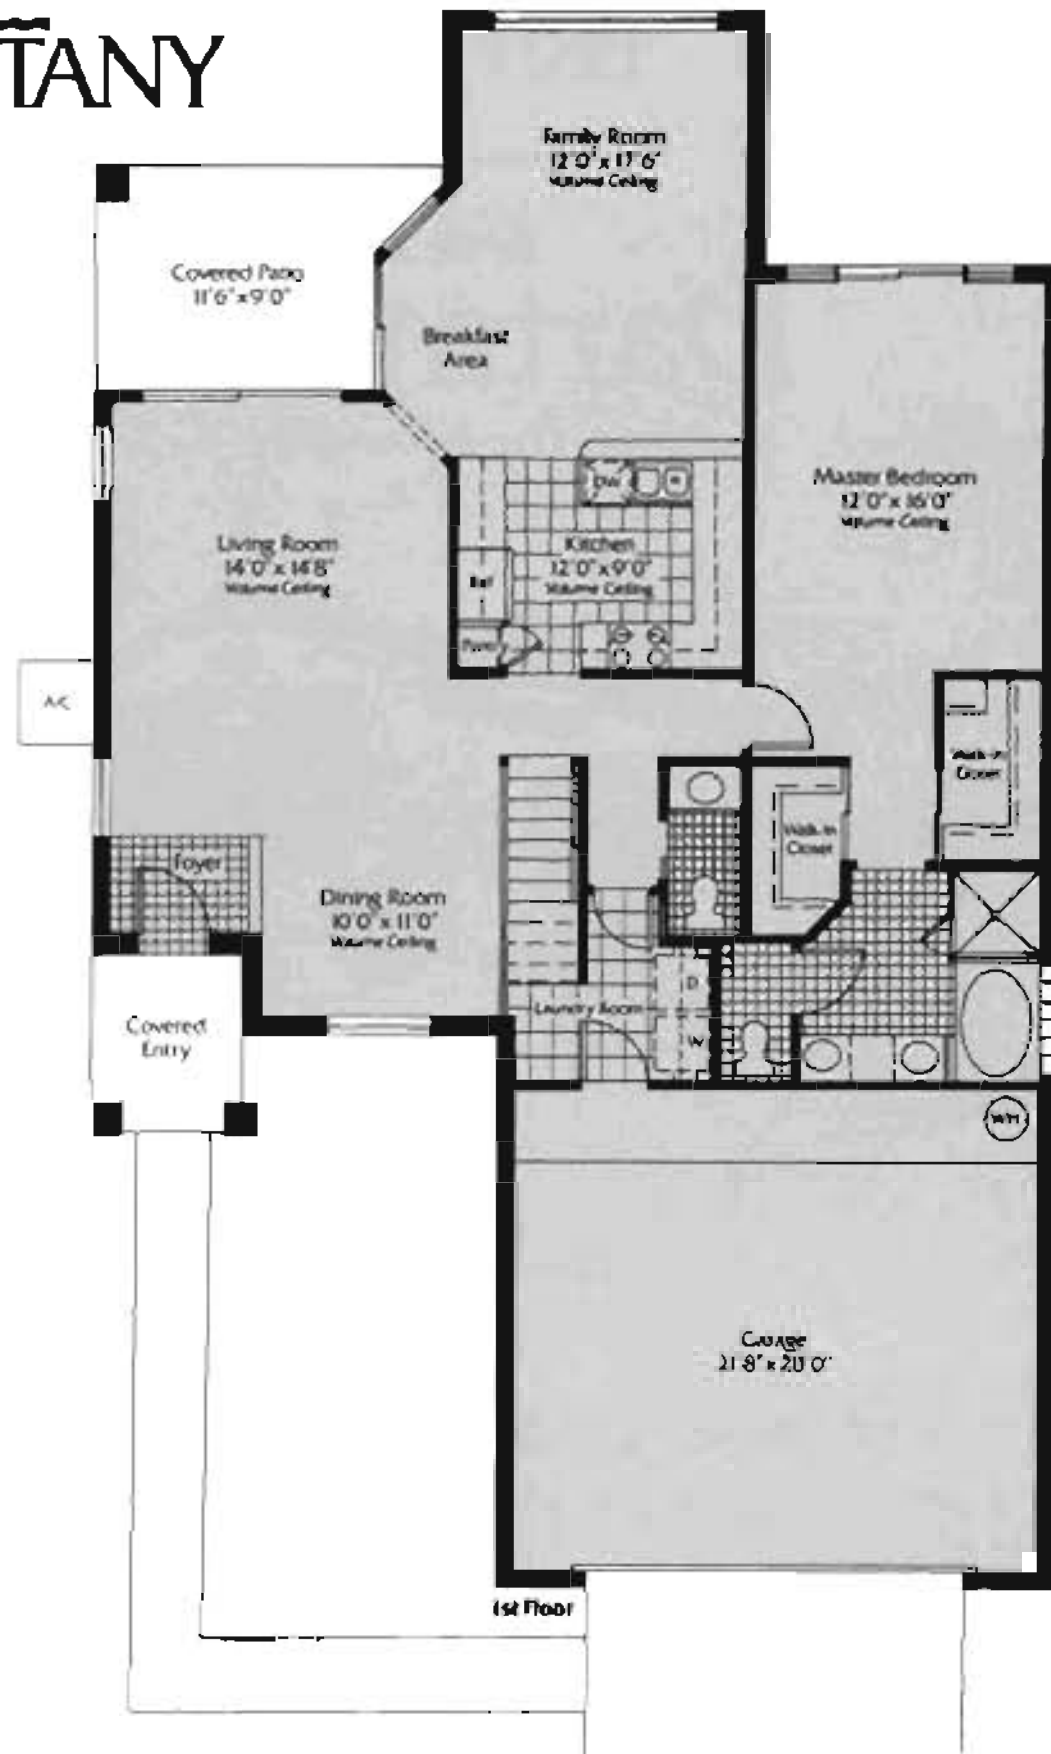 TANY
Family Room
12'0" x 17'6"
Volume Ceiling
Covered Patio
11'6" x 9'0"
Breakfast
Area
Master Bedroom
12'0" x 16'0"
Volume Ceiling
DW
Living Room
14'0" x 14'8"
Volume Ceiling
Kitchen
12'0" x 9'0"
Volume Ceiling
Ref
A/C
Walk-in
Closet
Walk-in
Closet
Foyer
Dining Room
10'0" x 11'0"
Volume Ceiling
D
Laundry Room
W
Covered
Entry
WH
Garage
21'8" x 20'0"
1st Floor